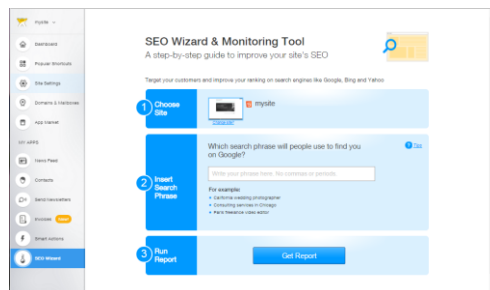 mysite
Dashboard
Popular Shortcuts
Site Settings
Domains & Mailboxes
App Market
MY APPS
News Feed
Contacts
Send Newsletters
Invoices
Smart Actions
SEO Wizard
SEO Wizard & Monitoring Tool
A step-by-step guide to improve your site's SEO
Target your customers and improve your ranking on search engines like Google, Bing and Yahoo.
1 Choose
Site
mysite
Change site
2 Insert
Search
Phrase
Which search phrase will people use to find you
on Google?
Tips
Write your phrase here. No commas or periods.
For example:
California wedding photographer
Consulting services in Chicago
Paris freelance video editor
3 Run
Report
Get Report